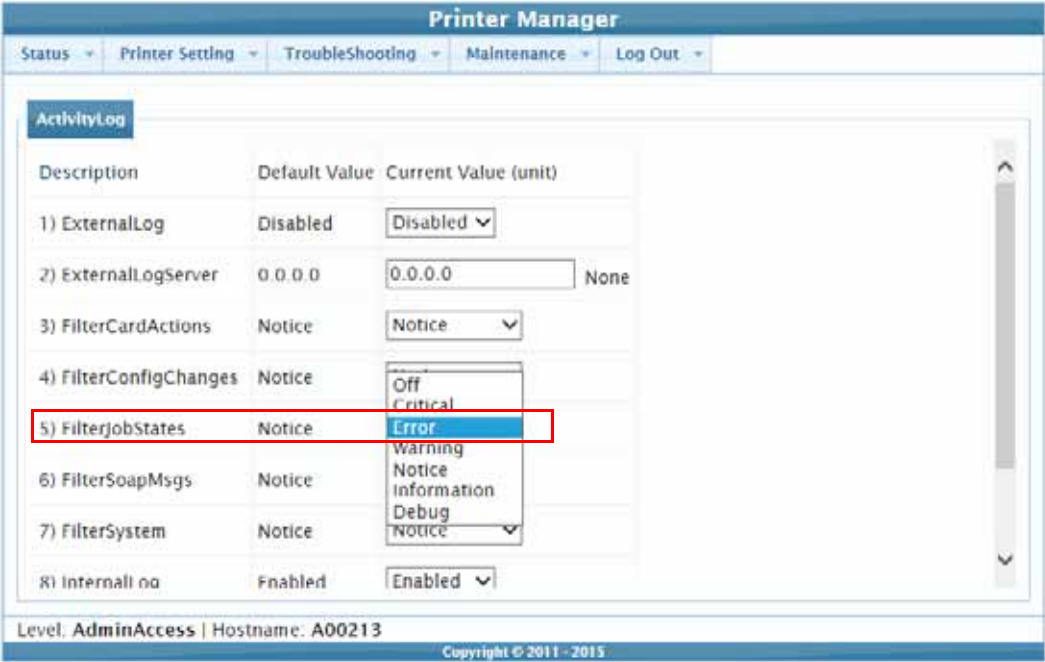 Printer Manager
Status Printer Setting TroubleShooting Maintenance Log Out
ActivityLog
Description Default Value Current Value (unit)
1) ExternalLog Disabled Disabled
2) ExternalLogServer 0.0.0.0 0.0.0.0 None
3) FilterCardActions Notice Notice
4) FilterConfigChanges Notice
Off
Critical
5) FilterJobStates Notice Error
Warning
Notice
6) FilterSoapMsgs Notice
Information
Debug
7) FilterSystem Notice Notice
8) InternalLog Enabled Enabled
Level: AdminAccess | Hostname: A00213
Copyright © 2011 - 2015